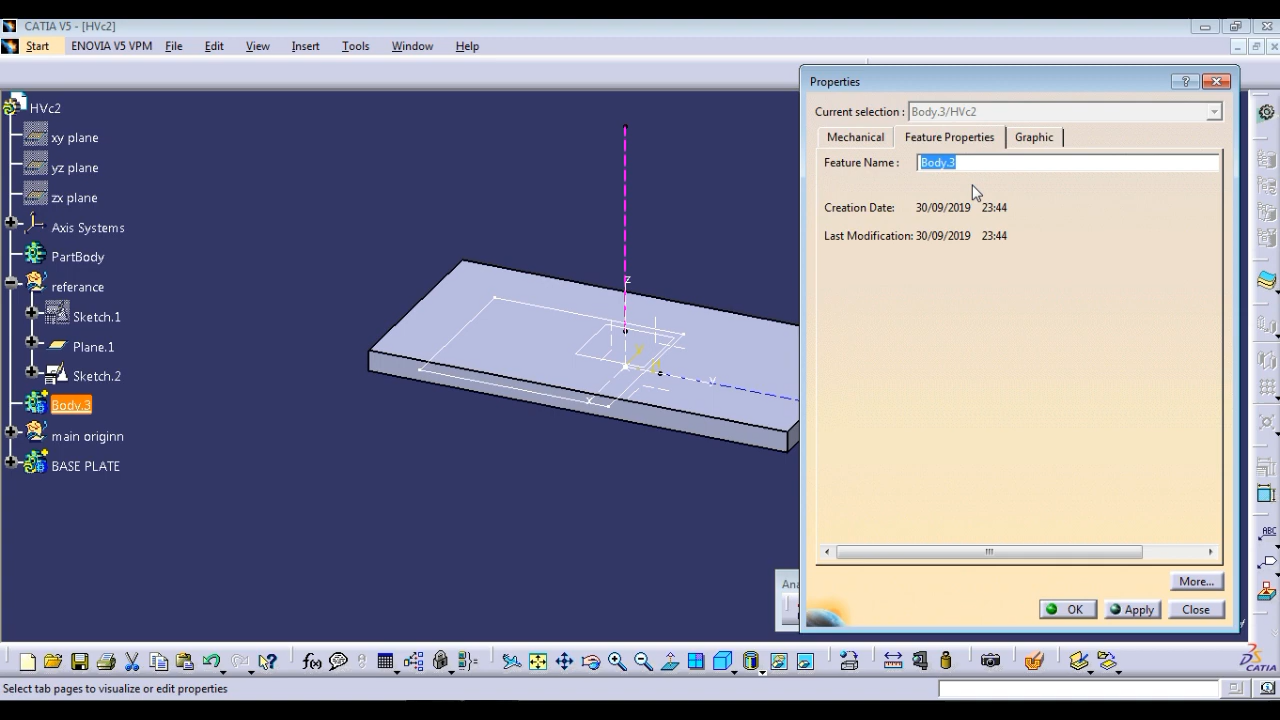 CATIA V5 - [HVc2]
Start ENOVIA V5 VPM File Edit View Insert Tools Window Help
HVc2
xy plane
yz plane
zx plane
Axis Systems
PartBody
referance
Sketch.1
Plane.1
Sketch.2
Body.3
main originn
BASE PLATE
z
y
x
Properties
Current selection : Body.3/HVc2
Mechanical Feature Properties Graphic
Feature Name : Body.3
Creation Date: 30/09/2019 23:44
Last Modification: 30/09/2019 23:44
More...
OK Apply Close
Ana
ABC
f(x)
CATIA
Select tab pages to visualize or edit properties